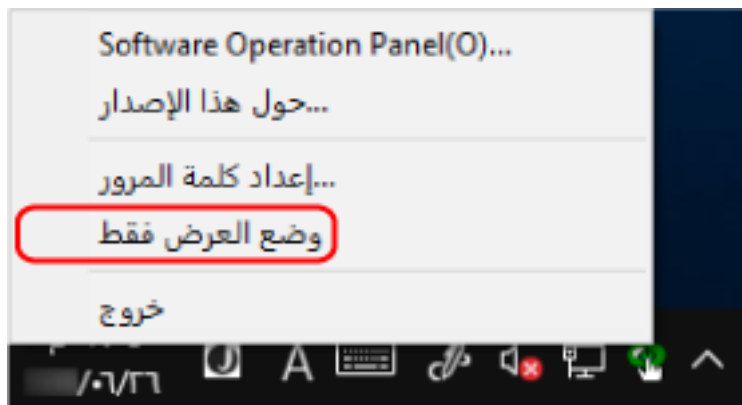 Software Operation Panel(O)...
حول هذا الإصدار...
إعداد كلمة المرور...
وضع العرض فقط
خروج
A
/٠٦/٢٦